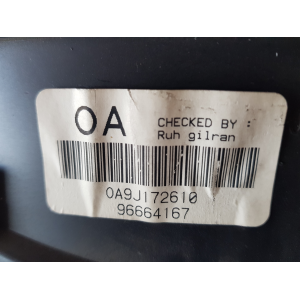 OA CHECKED BY :
Ruh gilran
0A9J172610
96664167